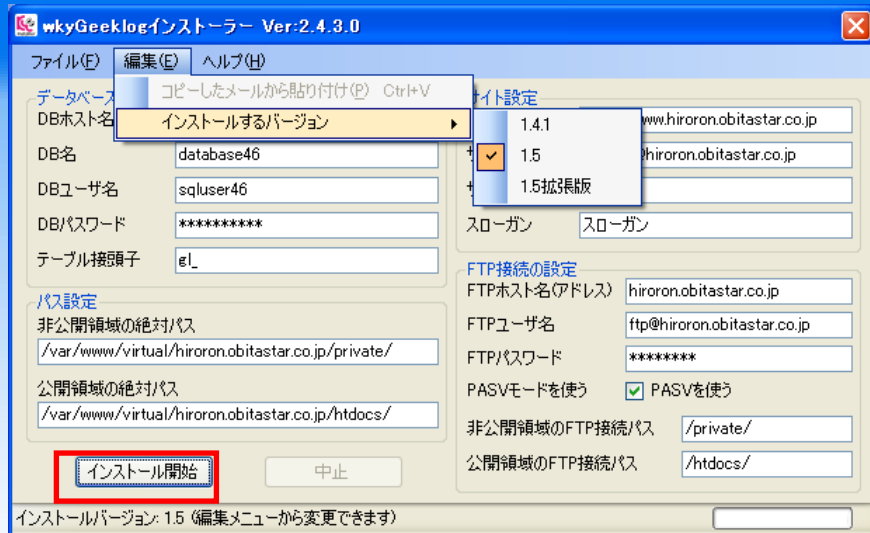 wkyGeeklogインストーラー Ver:2.4.3.0
ファイル(F) 編集(E) ヘルプ(H)
コピーしたメールから貼り付け(P) Ctrl+V
インストールするバージョン
1.4.1
1.5
1.5拡張版
データベース
DBホスト名
DB名 database46
DBユーザ名 sqluser46
DBパスワード **********
テーブル接頭子 gl_
パス設定
非公開領域の絶対パス
/var/www/virtual/hiroron.obitastar.co.jp/private/
公開領域の絶対パス
/var/www/virtual/hiroron.obitastar.co.jp/htdocs/
インストール開始 中止
サイト設定
www.hiroron.obitastar.co.jp
@hiroron.obitastar.co.jp
スローガン スローガン
FTP接続の設定
FTPホスト名(アドレス) hiroron.obitastar.co.jp
FTPユーザ名 ftp@hiroron.obitastar.co.jp
FTPパスワード ********
PASVモードを使う PASVを使う
非公開領域のFTP接続パス /private/
公開領域のFTP接続パス /htdocs/
インストールバージョン: 1.5 (編集メニューから変更できます)